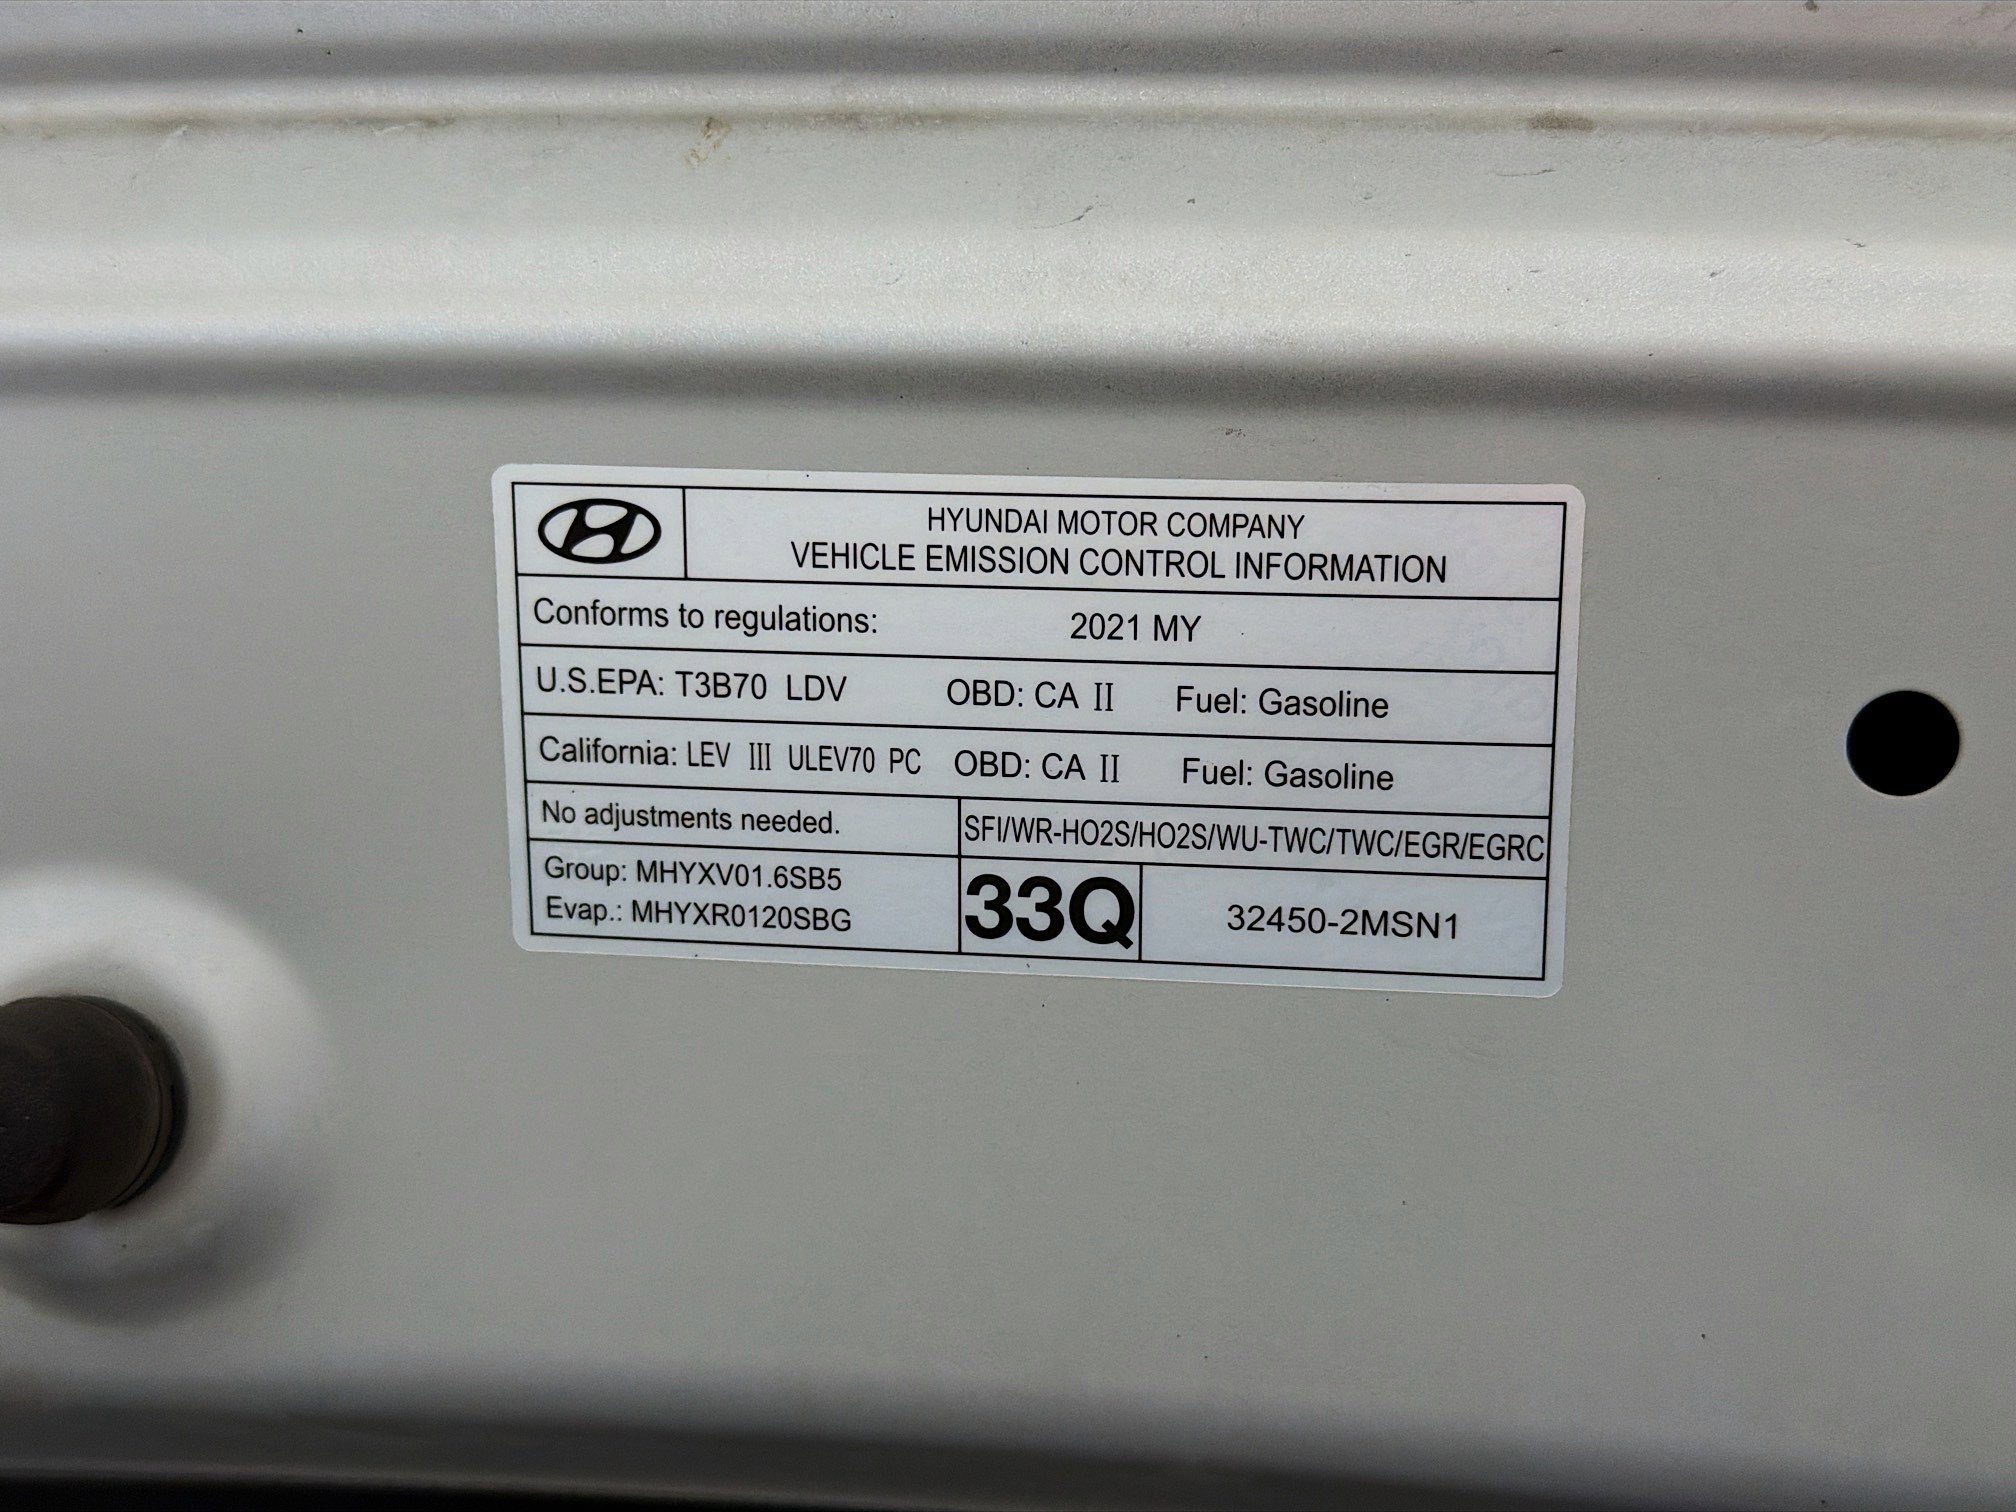 HYUNDAI MOTOR COMPANY
VEHICLE EMISSION CONTROL INFORMATION
Conforms to regulations: 2021 MY
U.S.EPA: T3B70 LDV OBD: CA II Fuel: Gasoline
California: LEV III ULEV70 PC OBD: CA II Fuel: Gasoline
No adjustments needed.
SFI/WR-HO2S/HO2S/WU-TWC/TWC/EGR/EGRC
Group: MHYXV01.6SB5
Evap.: MHYXR0120SBG
33Q
32450-2MSN1